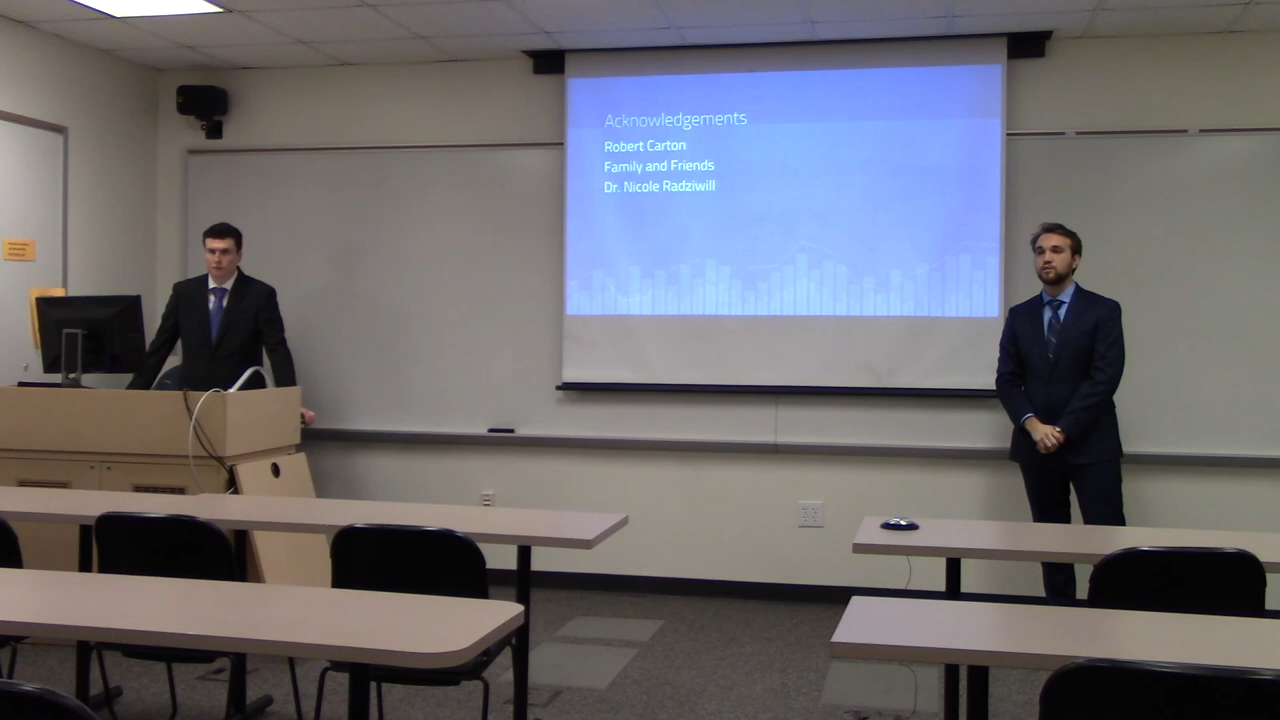 Acknowledgements
Robert Carton
Family and Friends
Dr. Nicole Radziwill